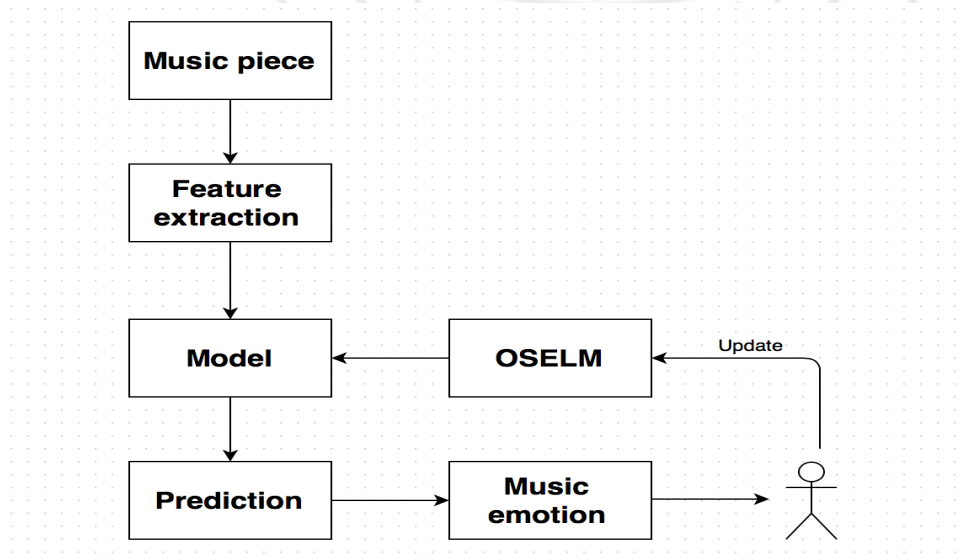 Music piece
Feature
extraction
Model
OSELM
Update
Prediction
Music
emotion